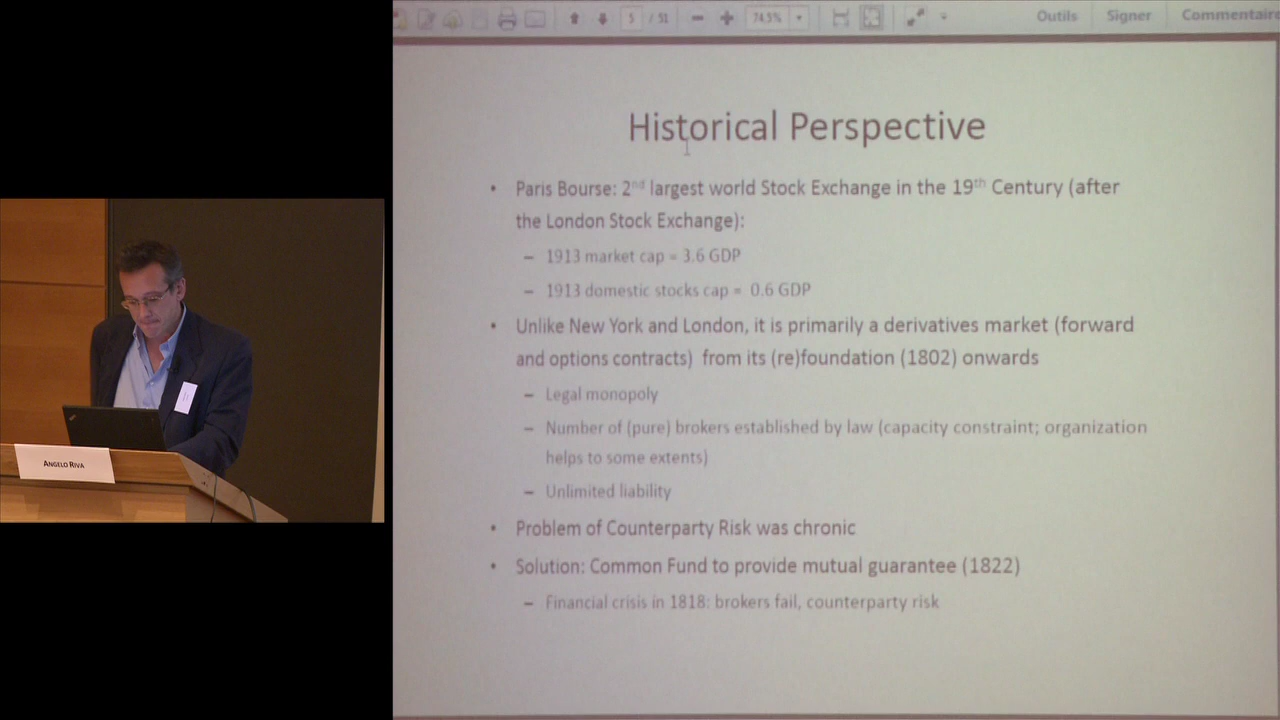 5 / 51
74,5%
Outils
Signer
Commentaire
Historical Perspective
• Paris Bourse: 2nd largest world Stock Exchange in the 19th Century (after
the London Stock Exchange):
– 1913 market cap = 3.6 GDP
– 1913 domestic stocks cap = 0.6 GDP
• Unlike New York and London, it is primarily a derivatives market (forward
and options contracts) from its (re)foundation (1802) onwards
– Legal monopoly
– Number of (pure) brokers established by law (capacity constraint; organization
helps to some extents)
– Unlimited liability
• Problem of Counterparty Risk was chronic
• Solution: Common Fund to provide mutual guarantee (1822)
– Financial crisis in 1818: brokers fail, counterparty risk
ANGELO RIVA